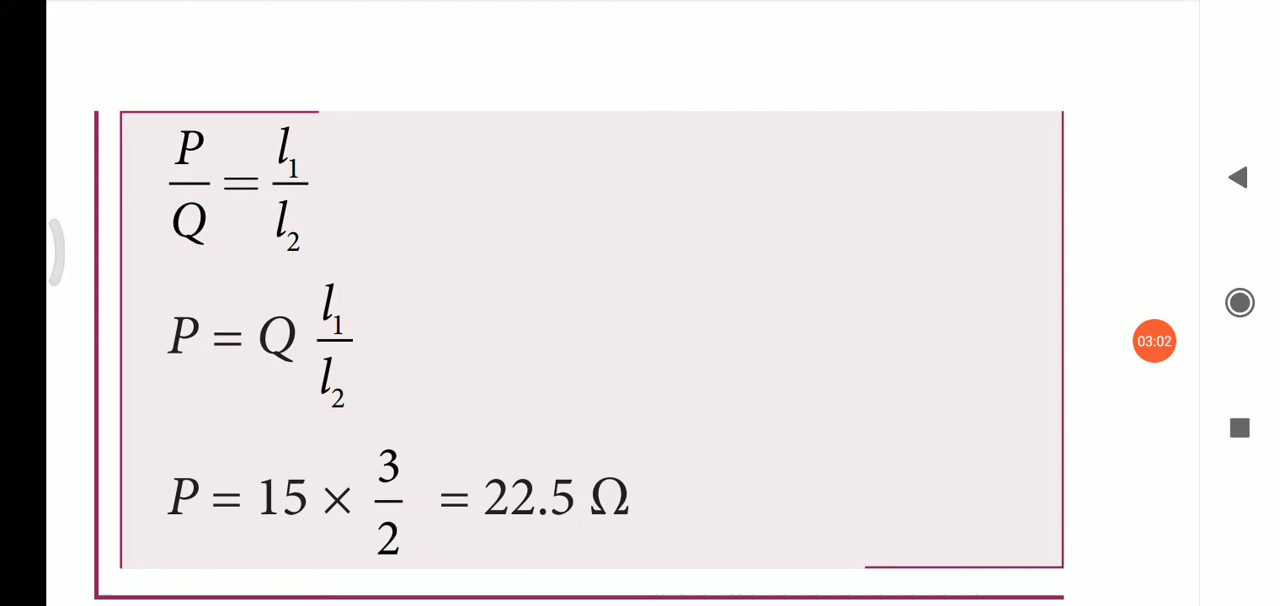 P/Q = l₁/l₂
P = Q l₁/l₂
P = 15 × 3/2 = 22.5 Ω
03:02